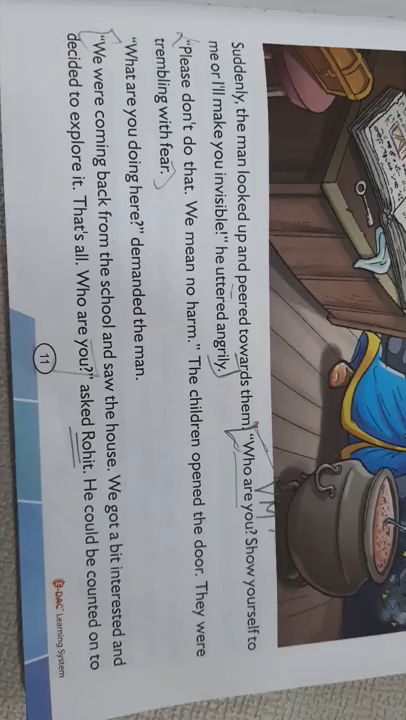 Suddenly, the man looked up and peered towards them. "Who are you? Show yourself to
me or I'll make you invisible!" he uttered angrily.
"Please don't do that. We mean no harm." The children opened the door. They were
trembling with fear.
"What are you doing here?" demanded the man.
"We were coming back from the school and saw the house. We got a bit interested and
decided to explore it. That's all. Who are you?" asked Rohit. He could be counted on to
11
-DAC Learning System